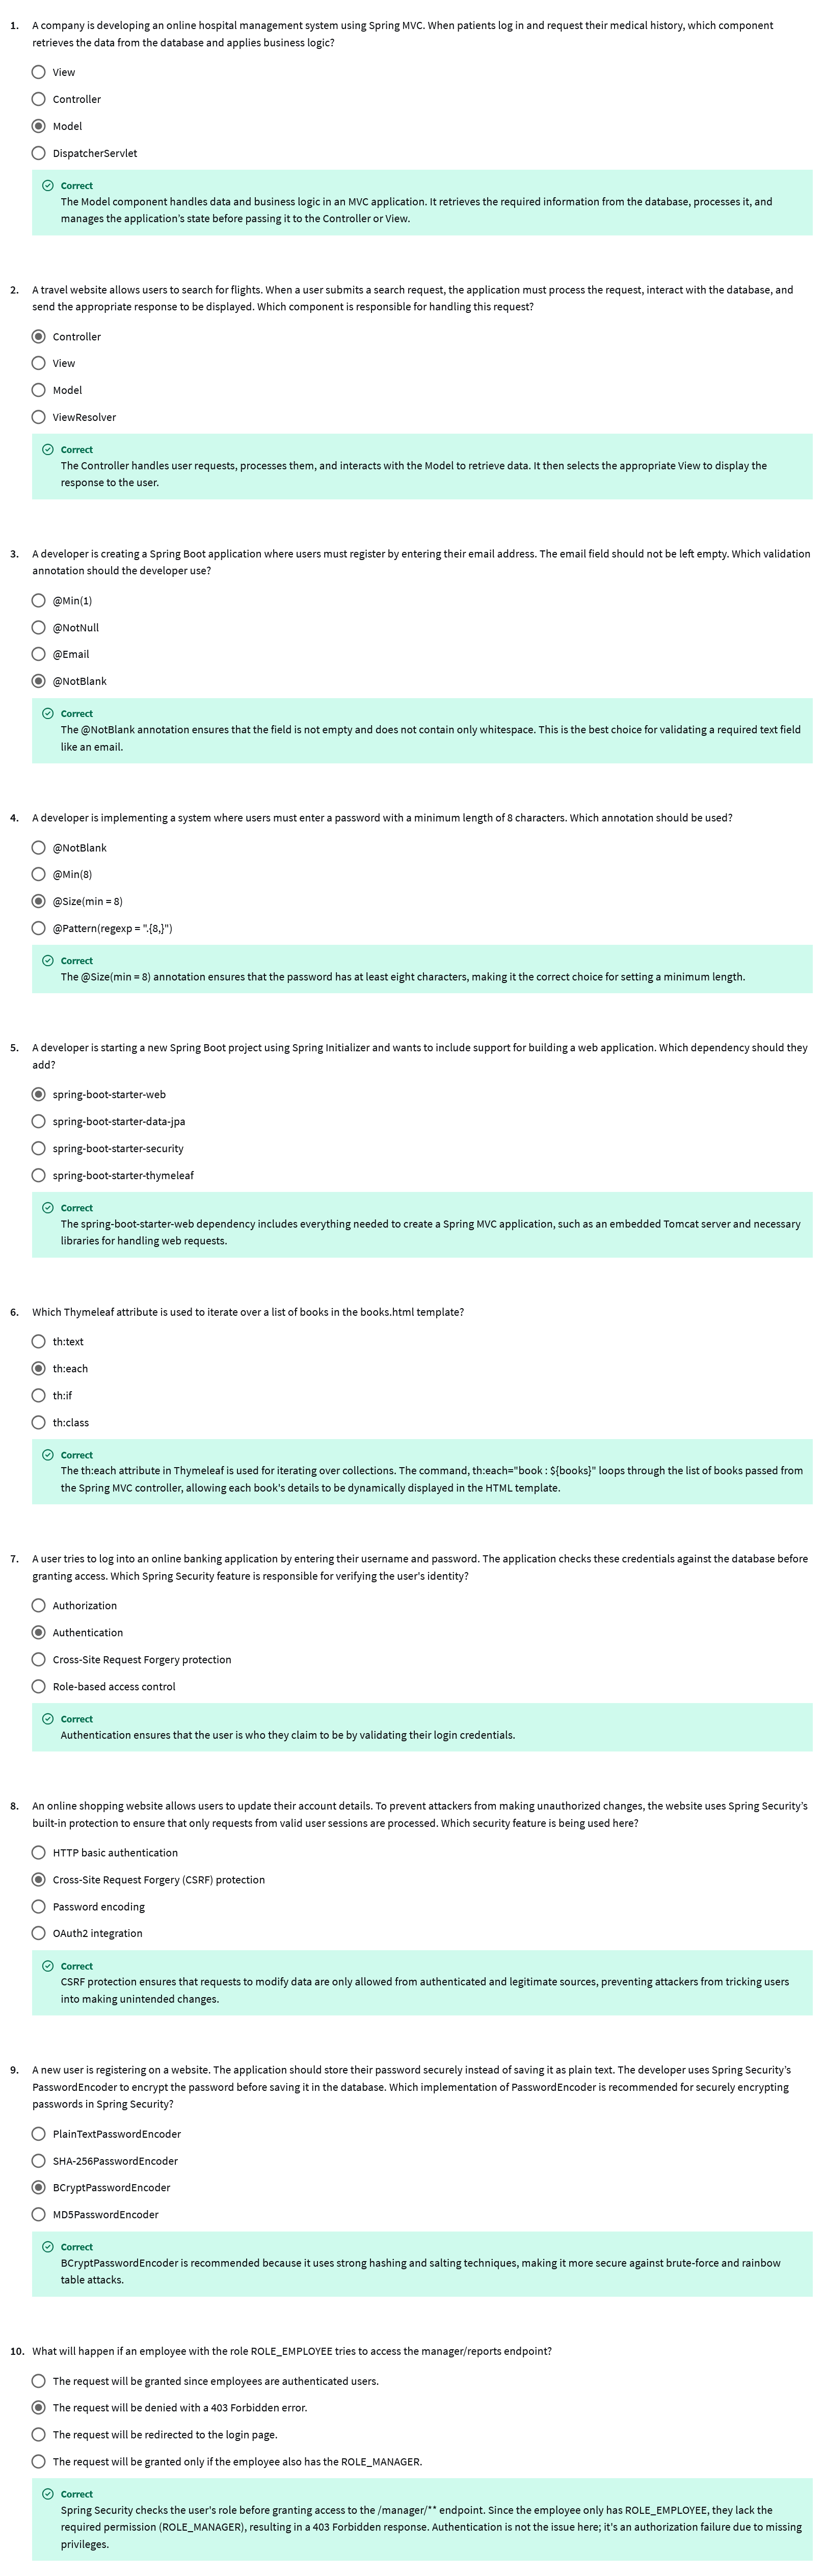 1. A company is developing an online hospital management system using Spring MVC. When patients log in and request their medical history, which component
retrieves the data from the database and applies business logic?
View
Controller
Model
DispatcherServlet
Correct
The Model component handles data and business logic in an MVC application. It retrieves the required information from the database, processes it, and
manages the application's state before passing it to the Controller or View.
2. A travel website allows users to search for flights. When a user submits a search request, the application must process the request, interact with the database, and
send the appropriate response to be displayed. Which component is responsible for handling this request?
Controller
View
Model
ViewResolver
Correct
The Controller handles user requests, processes them, and interacts with the Model to retrieve data. It then selects the appropriate View to display the
response to the user.
3. A developer is creating a Spring Boot application where users must register by entering their email address. The email field should not be left empty. Which validation
annotation should the developer use?
@Min(1)
@NotNull
@Email
@NotBlank
Correct
The @NotBlank annotation ensures that the field is not empty and does not contain only whitespace. This is the best choice for validating a required text field
like an email.
4. A developer is implementing a system where users must enter a password with a minimum length of 8 characters. Which annotation should be used?
@NotBlank
@Min(8)
@Size(min = 8)
@Pattern(regexp = ".{8,}")
Correct
The @Size(min = 8) annotation ensures that the password has at least eight characters, making it the correct choice for setting a minimum length.
5. A developer is starting a new Spring Boot project using Spring Initializer and wants to include support for building a web application. Which dependency should they
add?
spring-boot-starter-web
spring-boot-starter-data-jpa
spring-boot-starter-security
spring-boot-starter-thymeleaf
Correct
The spring-boot-starter-web dependency includes everything needed to create a Spring MVC application, such as an embedded Tomcat server and necessary
libraries for handling web requests.
6. Which Thymeleaf attribute is used to iterate over a list of books in the books.html template?
th:text
th:each
th:if
th:class
Correct
The th:each attribute in Thymeleaf is used for iterating over collections. The command, th:each="book : ${books}" loops through the list of books passed from
the Spring MVC controller, allowing each book's details to be dynamically displayed in the HTML template.
7. A user tries to log into an online banking application by entering their username and password. The application checks these credentials against the database before
granting access. Which Spring Security feature is responsible for verifying the user's identity?
Authorization
Authentication
Cross-Site Request Forgery protection
Role-based access control
Correct
Authentication ensures that the user is who they claim to be by validating their login credentials.
8. An online shopping website allows users to update their account details. To prevent attackers from making unauthorized changes, the website uses Spring Security's
built-in protection to ensure that only requests from valid user sessions are processed. Which security feature is being used here?
HTTP basic authentication
Cross-Site Request Forgery (CSRF) protection
Password encoding
OAuth2 integration
Correct
CSRF protection ensures that requests to modify data are only allowed from authenticated and legitimate sources, preventing attackers from tricking users
into making unintended changes.
9. A new user is registering on a website. The application should store their password securely instead of saving it as plain text. The developer uses Spring Security's
PasswordEncoder to encrypt the password before saving it in the database. Which implementation of PasswordEncoder is recommended for securely encrypting
passwords in Spring Security?
PlainTextPasswordEncoder
SHA-256PasswordEncoder
BCryptPasswordEncoder
MD5PasswordEncoder
Correct
BCryptPasswordEncoder is recommended because it uses strong hashing and salting techniques, making it more secure against brute-force and rainbow
table attacks.
10. What will happen if an employee with the role ROLE_EMPLOYEE tries to access the manager/reports endpoint?
The request will be granted since employees are authenticated users.
The request will be denied with a 403 Forbidden error.
The request will be redirected to the login page.
The request will be granted only if the employee also has the ROLE_MANAGER.
Correct
Spring Security checks the user's role before granting access to the /manager/** endpoint. Since the employee only has ROLE_EMPLOYEE, they lack the
required permission (ROLE_MANAGER), resulting in a 403 Forbidden response. Authentication is not the issue here; it's an authorization failure due to missing
privileges.